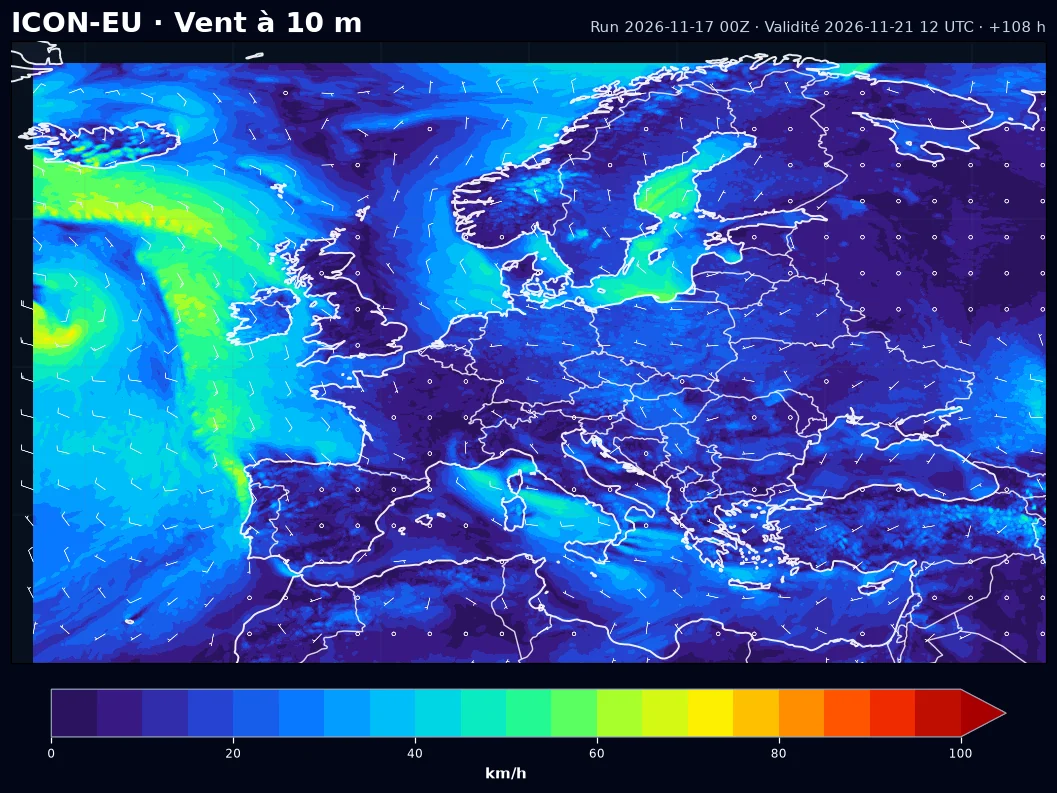 ICON-EU · Vent à 10 m
Run 2026-11-17 00Z · Validité 2026-11-21 12 UTC · +108 h
0 20 40 60 80 100
km/h